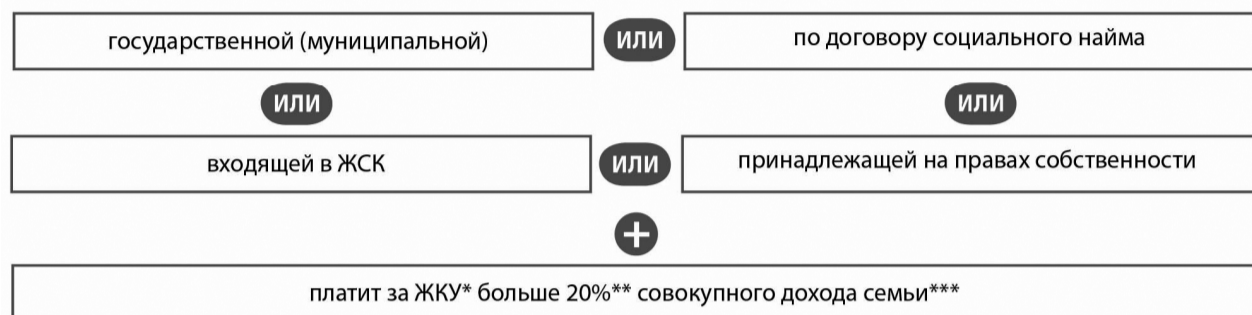 государственной (муниципальной) ИЛИ по договору социального найма
ИЛИ ИЛИ
входящей в ЖСК ИЛИ принадлежащей на правах собственности
+
платит за ЖКУ* больше 20%** совокупного дохода семьи***